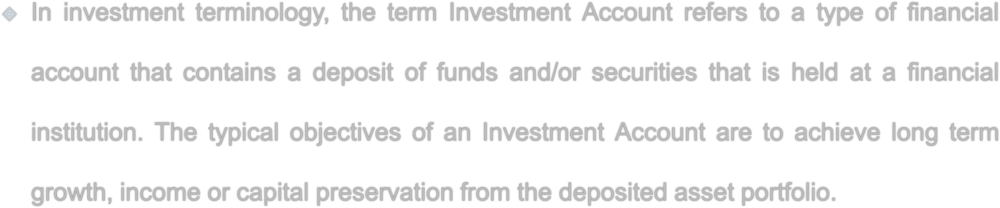 In investment terminology, the term Investment Account refers to a type of financial
account that contains a deposit of funds and/or securities that is held at a financial
institution. The typical objectives of an Investment Account are to achieve long term
growth, income or capital preservation from the deposited asset portfolio.